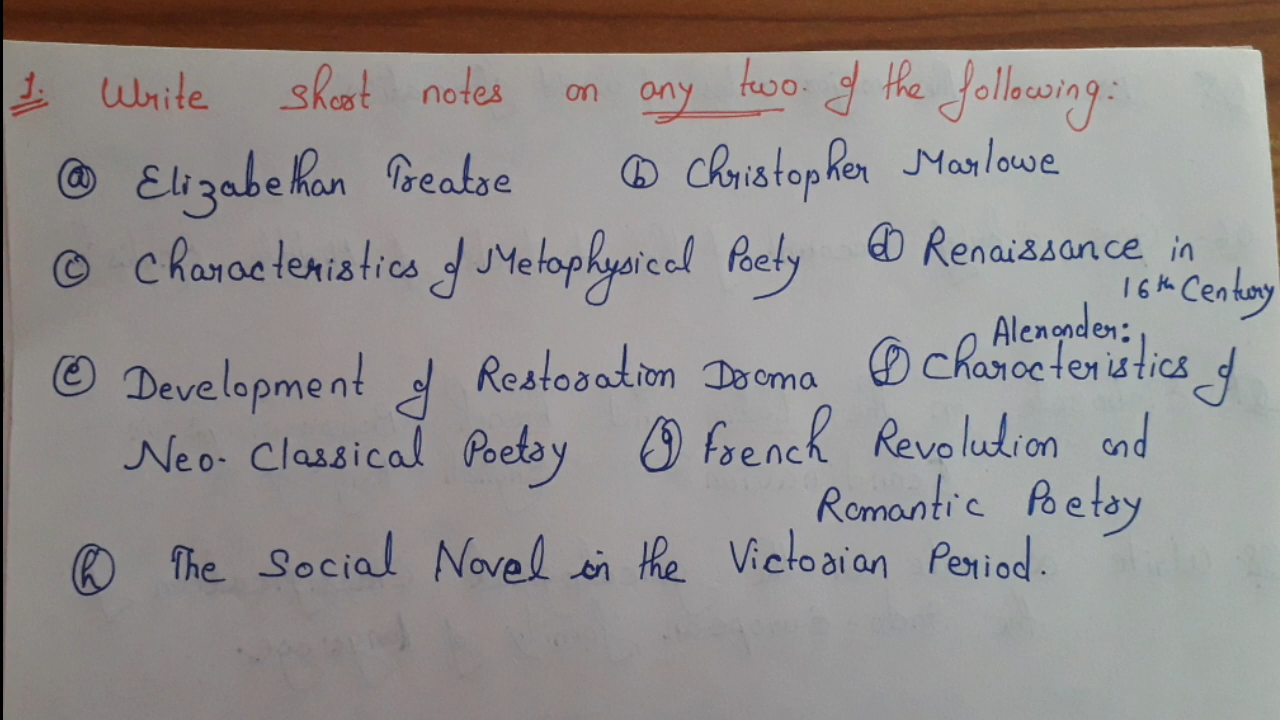 1. Write short notes on any two of the following:
(a) Elizabethan Treatre (b) Christopher Marlowe
(c) Characteristics of Metaphysical Poety (d) Renaissance in
16th Century
Alexander:
(e) Development of Restoration Drama (f) Characteristics of
Neo-Classical Poetry (g) French Revolution and
Romantic Poetry
(h) The Social Novel in the Victorian Period.